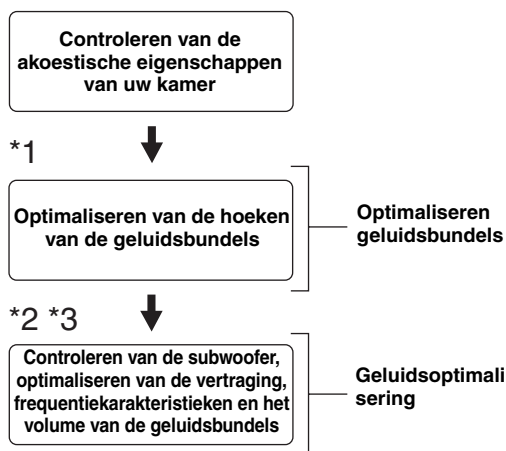 Controleren van de
akoestische eigenschappen
van uw kamer
*1
Optimaliseren van de hoeken
van de geluidsbundels
Optimaliseren
geluidsbundels
*2 *3
Controleren van de subwoofer,
optimaliseren van de vertraging,
frequentiekarakteristieken en het
volume van de geluidsbundels
Geluidsoptimali
sering